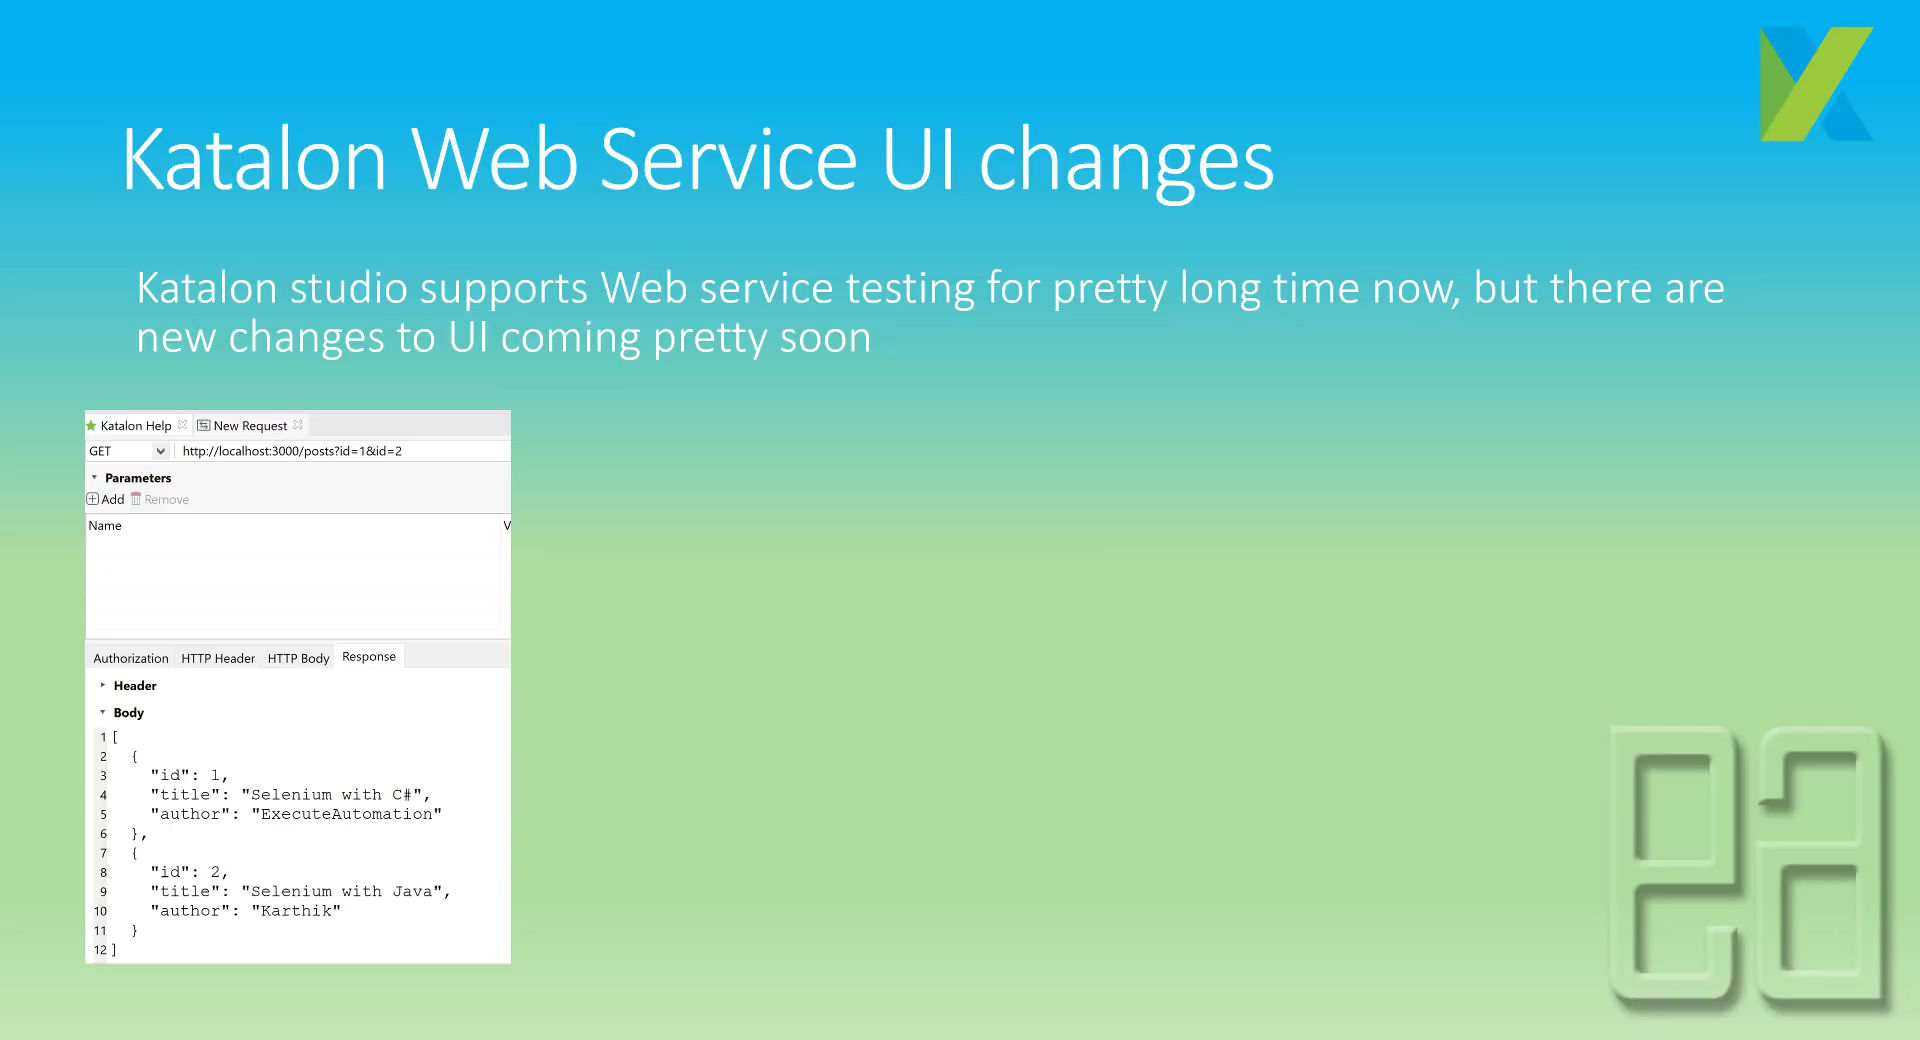 Katalon Web Service UI changes
Katalon studio supports Web service testing for pretty long time now, but there are
new changes to UI coming pretty soon
Katalon Help New Request
GET http://localhost:3000/posts?id=1&id=2
Parameters
Add Remove
Name V
Authorization HTTP Header HTTP Body Response
Header
Body
1 [
2 {
3 "id": 1,
4 "title": "Selenium with C#",
5 "author": "ExecuteAutomation"
6 },
7 {
8 "id": 2,
9 "title": "Selenium with Java",
10 "author": "Karthik"
11 }
12 ]
ea